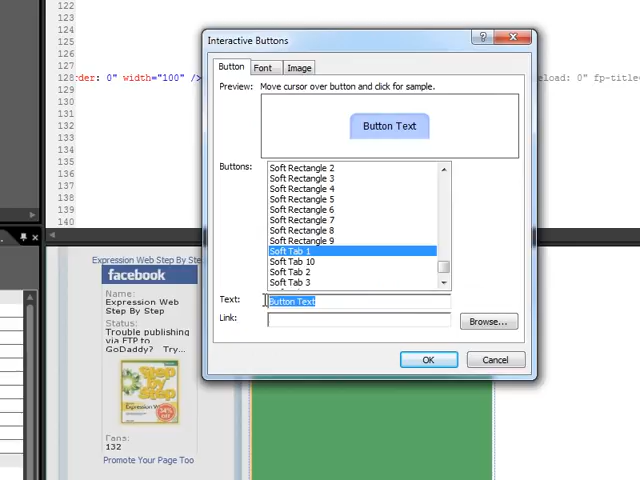 122
123
124
125
126
127
128
129
130
131
132
133
134
135
136
137
138
139
140
der: 0" width="100" />
eload: 0" fp-title=
Interactive Buttons
Button Font Image
Preview: Move cursor over button and click for sample.
Button Text
Buttons:
Soft Rectangle 2
Soft Rectangle 3
Soft Rectangle 4
Soft Rectangle 5
Soft Rectangle 6
Soft Rectangle 7
Soft Rectangle 8
Soft Rectangle 9
Soft Tab 1
Soft Tab 10
Soft Tab 2
Soft Tab 3
Text: Button Text
Link:
Browse...
OK Cancel
Expression Web Step By Ste
facebook
Name:
Expression Web
Step By Step
Status:
Trouble publishing
via FTP to
GoDaddy? Try...
Step
by
Step
Fans:
132
Promote Your Page Too